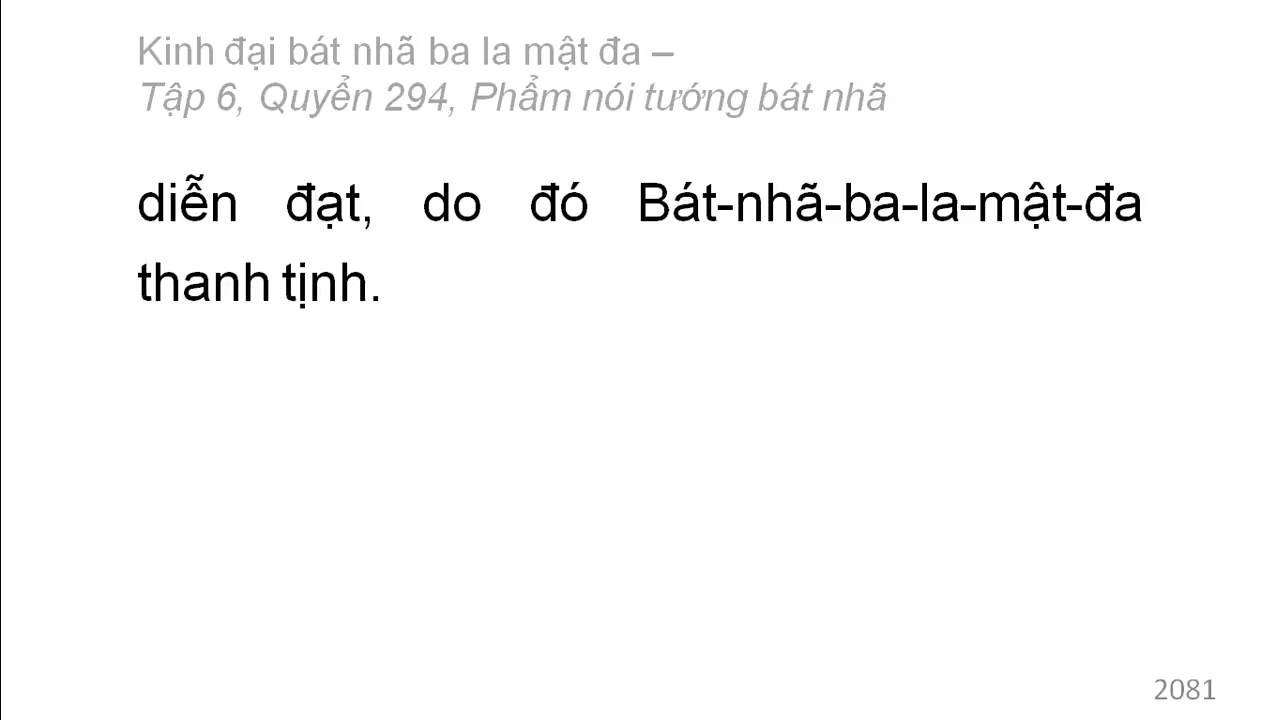 Kinh đại bát nhã ba la mật đa –
Tập 6, Quyển 294, Phẩm nói tướng bát nhã
diễn đạt, do đó Bát-nhã-ba-la-mật-đa
thanh tịnh.
2081